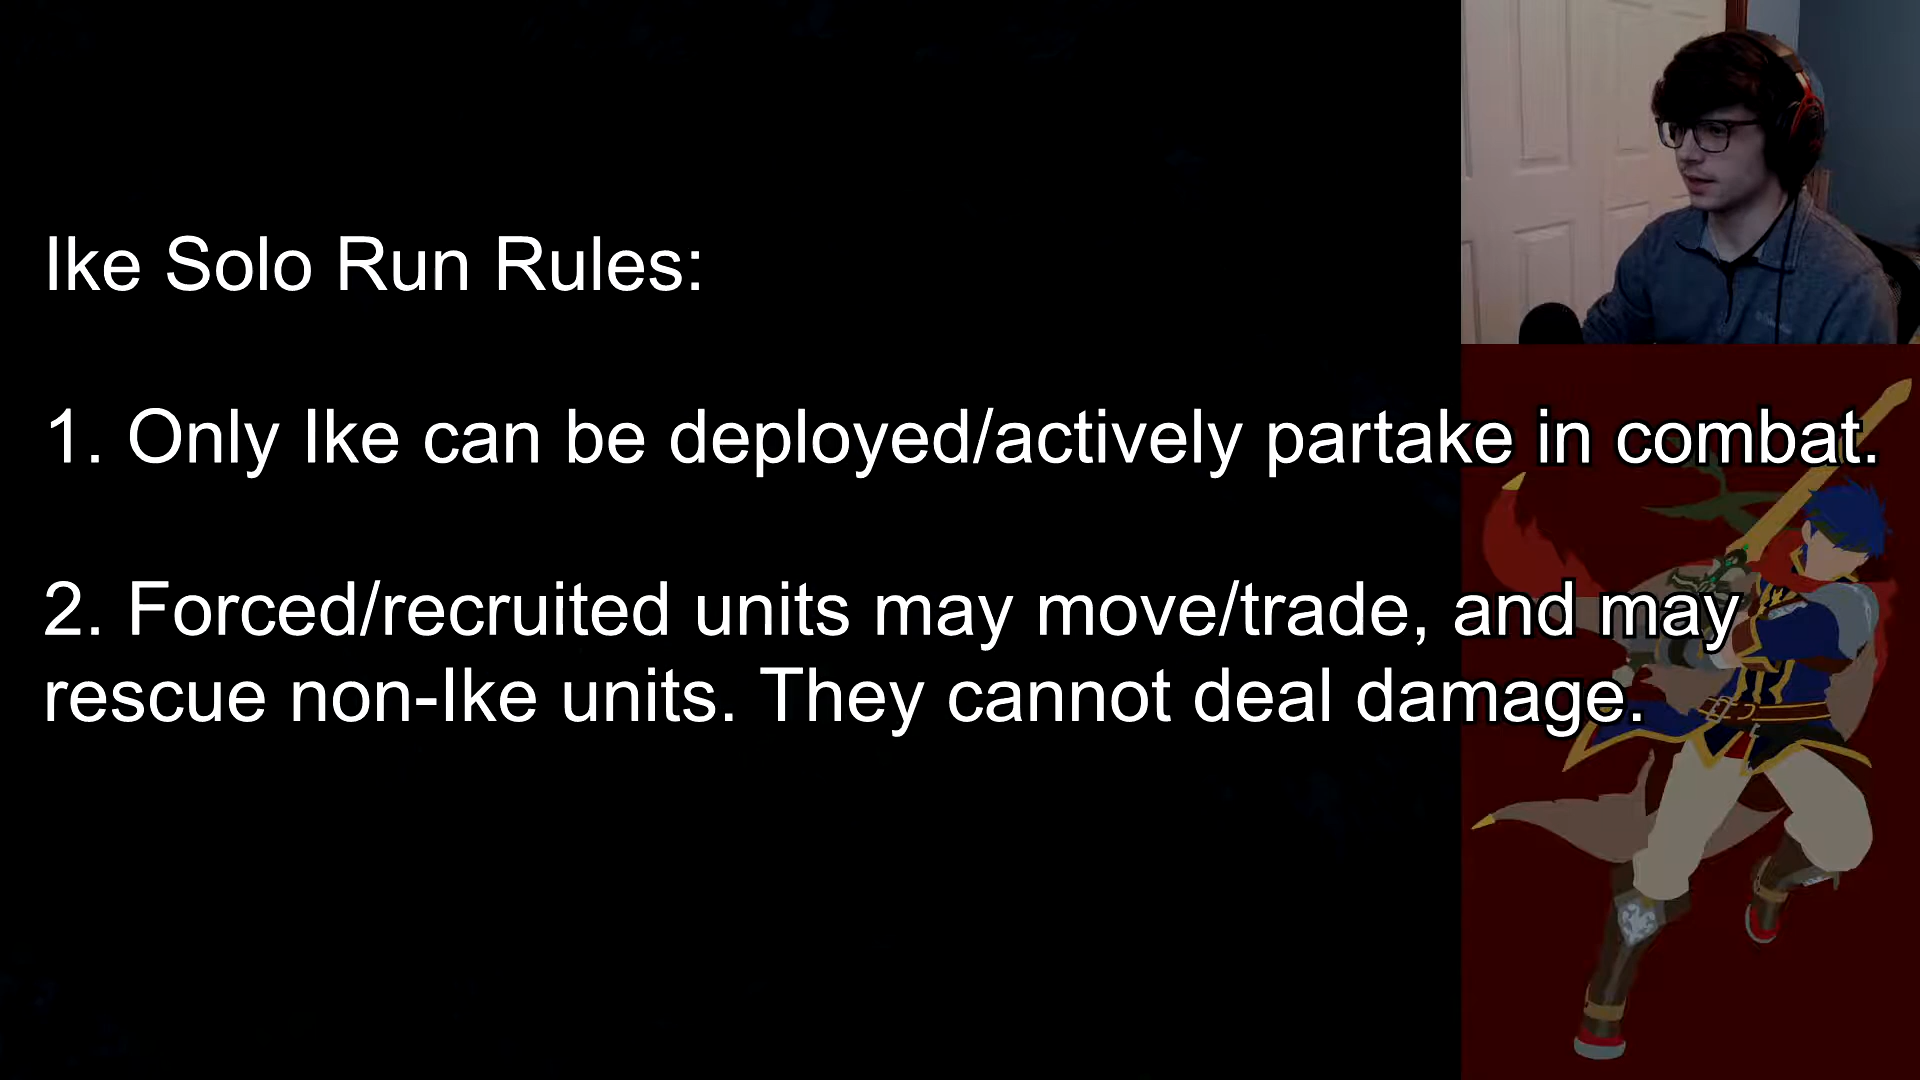 Ike Solo Run Rules:
1. Only Ike can be deployed/actively partake in combat.
2. Forced/recruited units may move/trade, and may
rescue non-Ike units. They cannot deal damage.